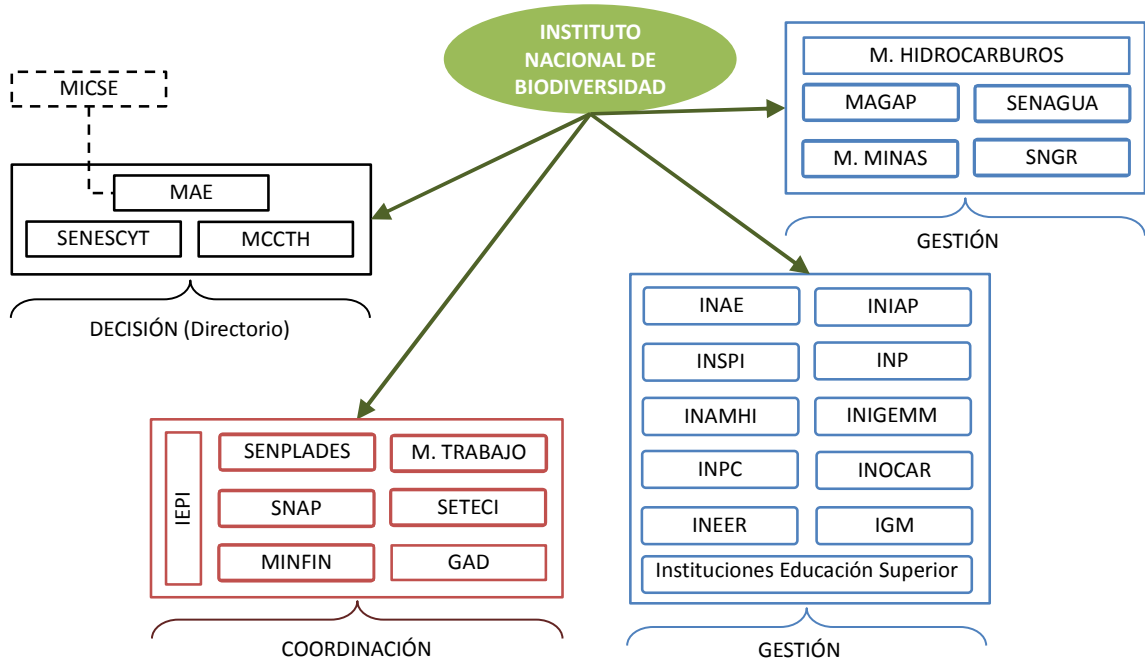 INSTITUTO
NACIONAL DE
BIODIVERSIDAD
MICSE
MAE
SENESCYT
MCCTH
DECISIÓN (Directorio)
M. HIDROCARBUROS
MAGAP
SENAGUA
M. MINAS
SNGR
GESTIÓN
IEPI
SENPLADES
M. TRABAJO
SNAP
SETECI
MINFIN
GAD
COORDINACIÓN
INAE
INIAP
INSPI
INP
INAMHI
INIGEMM
INPC
INOCAR
INEER
IGM
Instituciones Educación Superior
GESTIÓN